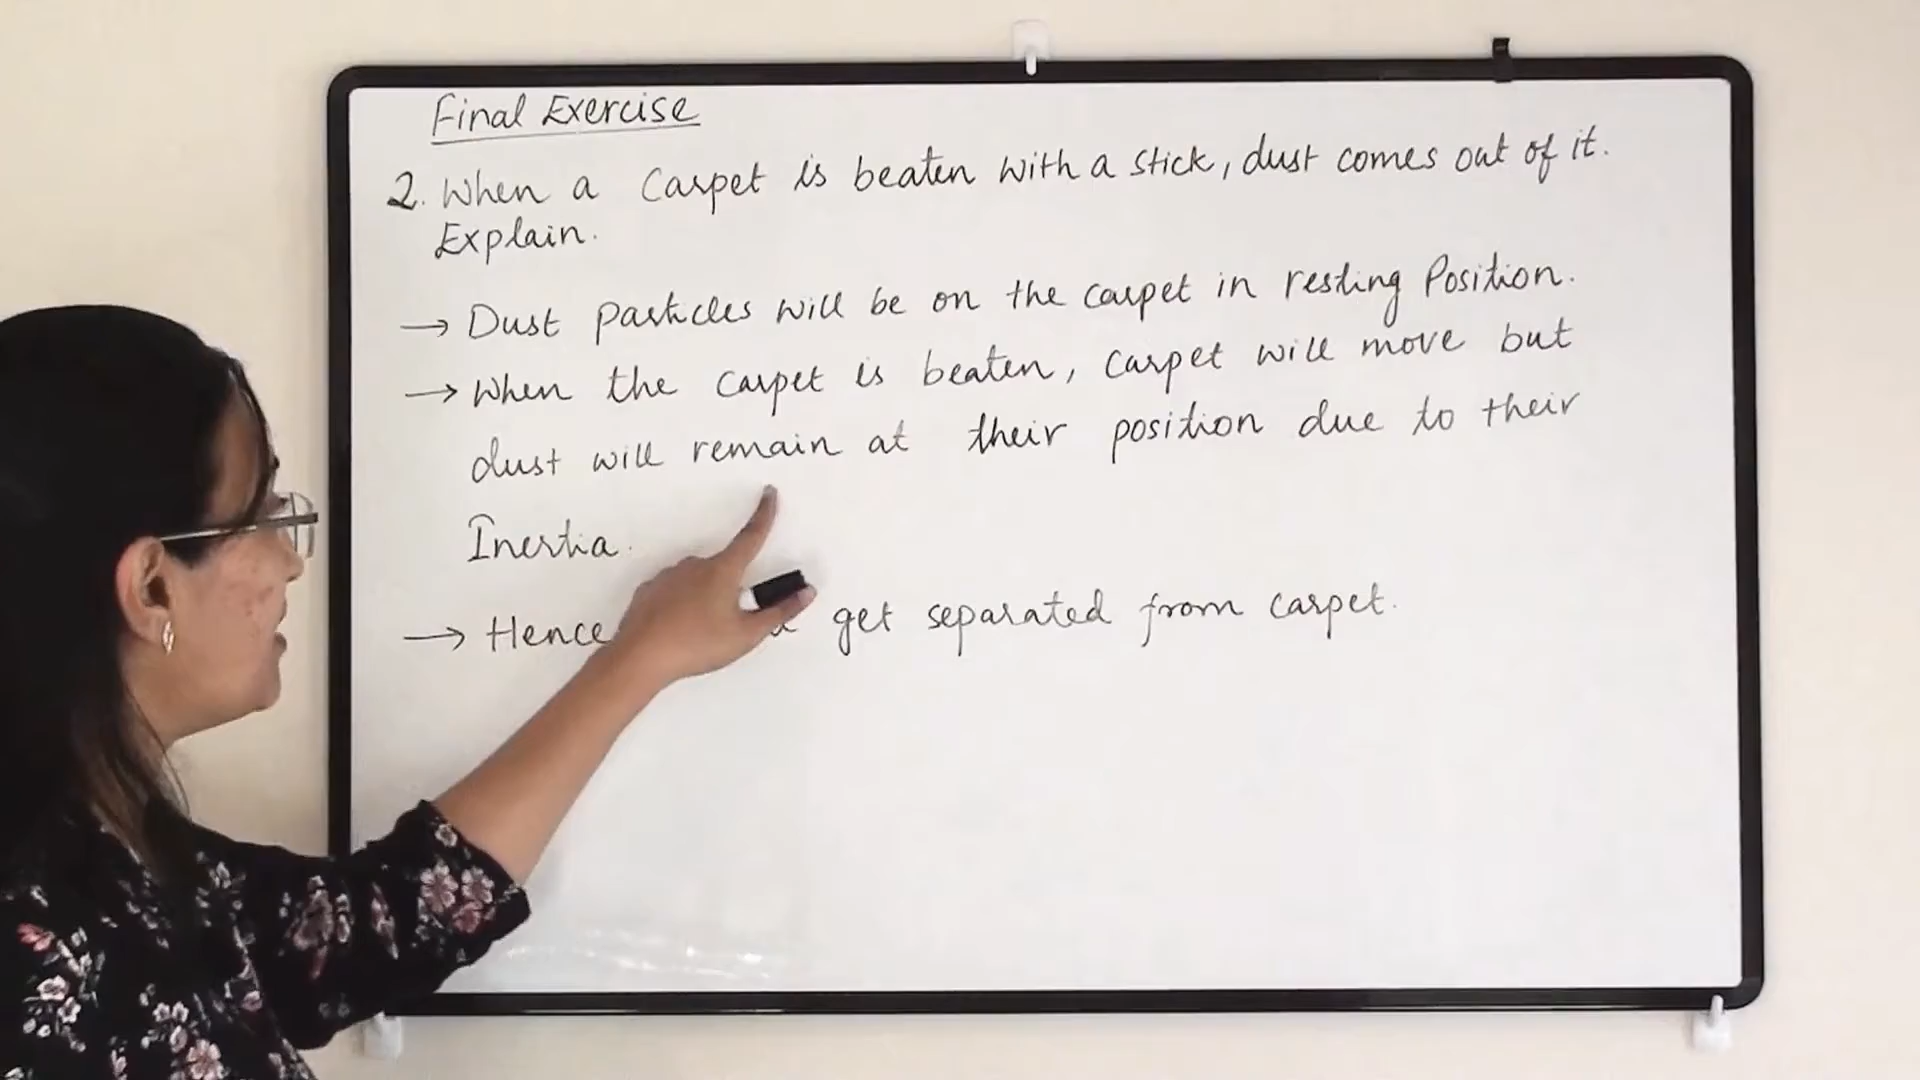 Final Exercise
2. When a carpet is beaten with a stick, dust comes out of it.
Explain.
→ Dust particles will be on the carpet in resting Position.
→ When the carpet is beaten, carpet will move but
dust will remain at their position due to their
Inertia.
→ Hence get separated from carpet.